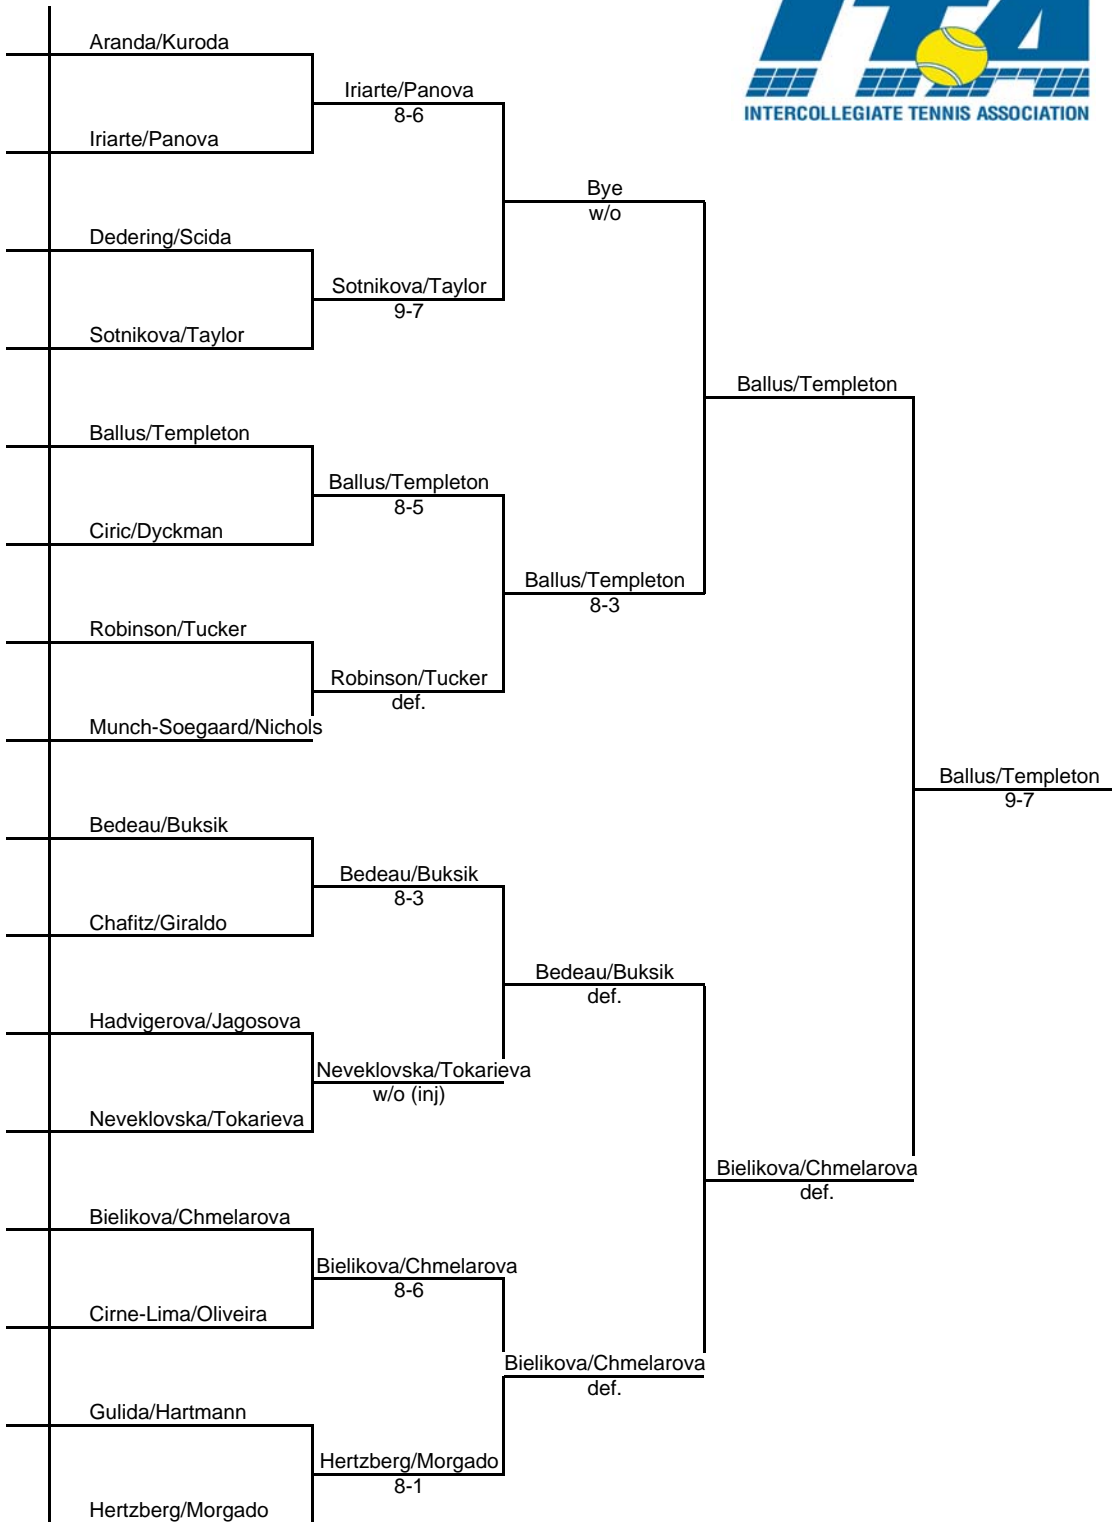 ITA
INTERCOLLEGIATE TENNIS ASSOCIATION
Aranda/Kuroda
Iriarte/Panova
8-6
Iriarte/Panova
Bye
w/o
Dedering/Scida
Sotnikova/Taylor
9-7
Sotnikova/Taylor
Ballus/Templeton
Ballus/Templeton
Ballus/Templeton
8-5
Ciric/Dyckman
Ballus/Templeton
8-3
Robinson/Tucker
Robinson/Tucker
def.
Munch-Soegaard/Nichols
Ballus/Templeton
9-7
Bedeau/Buksik
Bedeau/Buksik
8-3
Chafitz/Giraldo
Bedeau/Buksik
def.
Hadvigerova/Jagosova
Neveklovska/Tokarieva
w/o (inj)
Neveklovska/Tokarieva
Bielikova/Chmelarova
def.
Bielikova/Chmelarova
Bielikova/Chmelarova
8-6
Cirne-Lima/Oliveira
Bielikova/Chmelarova
def.
Gulida/Hartmann
Hertzberg/Morgado
8-1
Hertzberg/Morgado